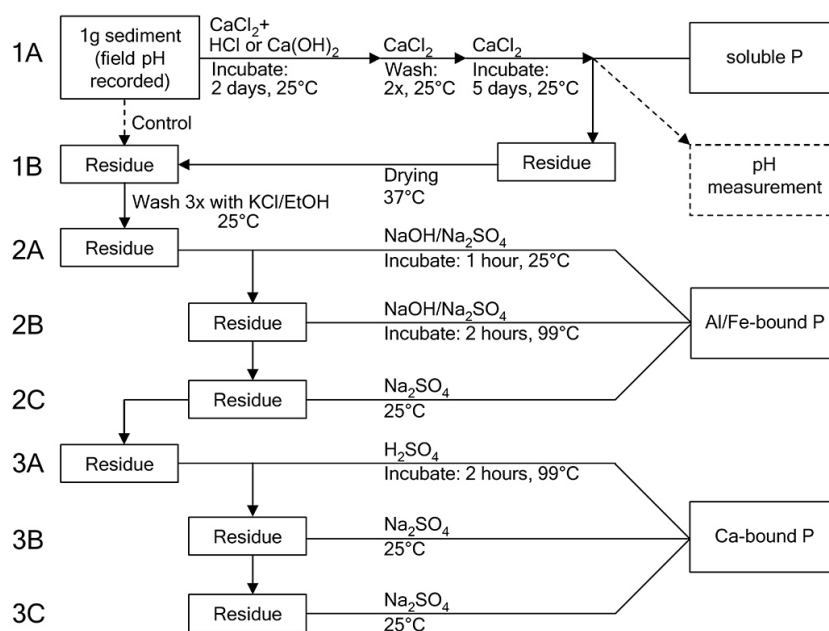 1A
1g sediment
(field pH
recorded)
CaCl₂+
HCl or Ca(OH)₂
Incubate:
2 days, 25°C
CaCl₂
Wash:
2x, 25°C
CaCl₂
Incubate:
5 days, 25°C
soluble P
Control
1B
Residue
Drying
37°C
Residue
pH
measurement
Wash 3x with KCl/EtOH
25°C
2A
Residue
NaOH/Na₂SO₄
Incubate: 1 hour, 25°C
2B
Residue
NaOH/Na₂SO₄
Incubate: 2 hours, 99°C
Al/Fe-bound P
2C
Residue
Na₂SO₄
25°C
3A
Residue
H₂SO₄
Incubate: 2 hours, 99°C
3B
Residue
Na₂SO₄
25°C
Ca-bound P
3C
Residue
Na₂SO₄
25°C